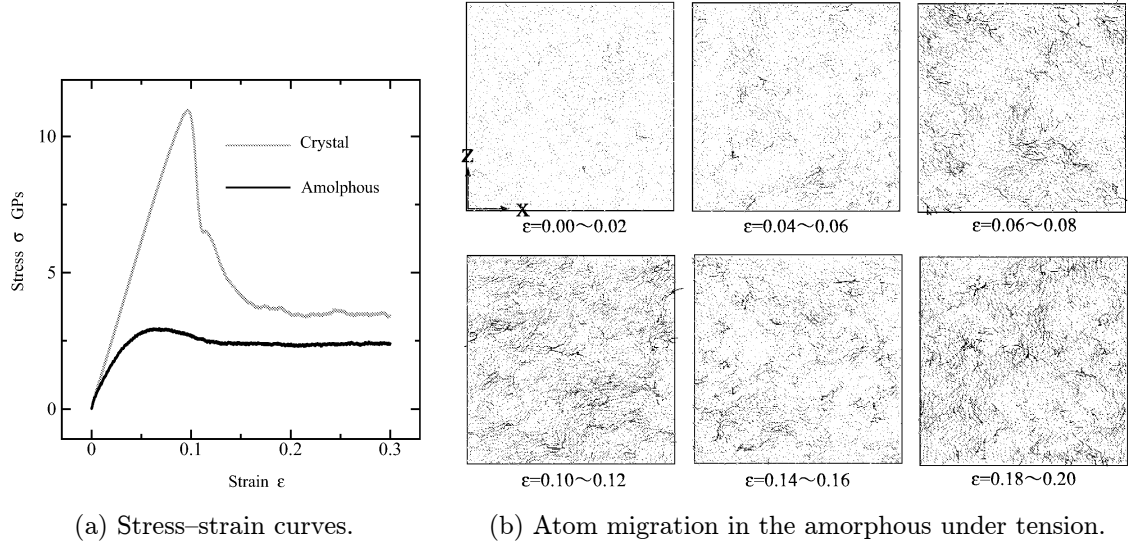 10
5
0
0
0.1
0.2
0.3
Stress σ GPs
Strain ε
Crystal
Amolphous
Z
X
ε=0.00～0.02
ε=0.04～0.06
ε=0.06～0.08
ε=0.10～0.12
ε=0.14～0.16
ε=0.18～0.20
(a) Stress–strain curves.
(b) Atom migration in the amorphous under tension.